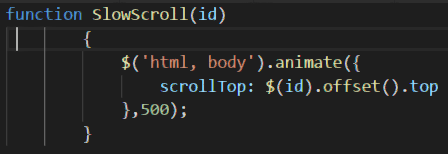 function SlowScroll(id)
{
$('html, body').animate({
scrollTop: $(id).offset().top
},500);
}